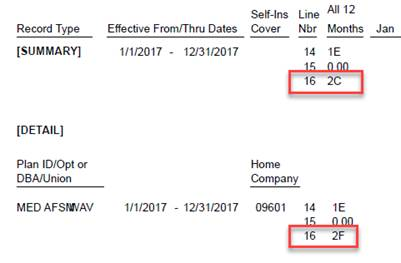 Self-Ins Line All 12
Record Type Effective From/Thru Dates Cover Nbr Months Jan
[SUMMARY] 1/1/2017 - 12/31/2017 14 1E
15 0.00
16 2C
[DETAIL]
Plan ID/Opt or Home
DBA/Union Company
MED AFSM/WAV 1/1/2017 - 12/31/2017 09601 14 1E
15 0.00
16 2F